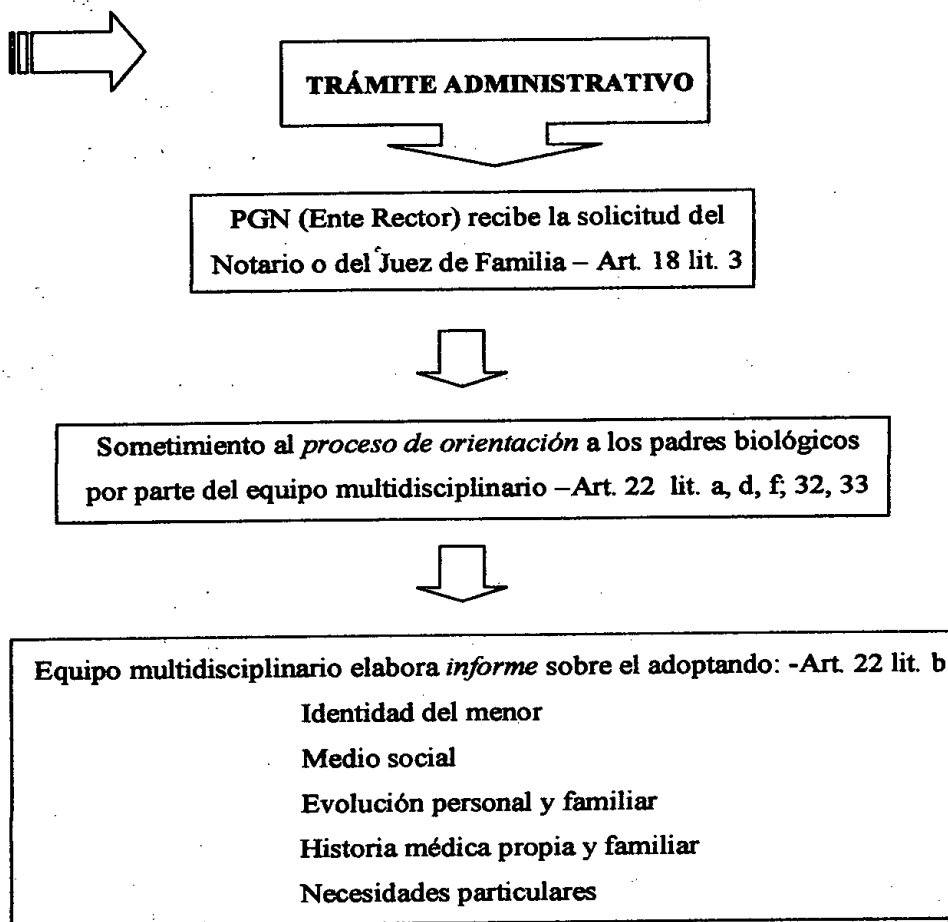 TRÁMITE ADMINISTRATIVO
PGN (Ente Rector) recibe la solicitud del
Notario o del Juez de Familia – Art. 18 lit. 3
Sometimiento al proceso de orientación a los padres biológicos
por parte del equipo multidisciplinario –Art. 22 lit. a, d, f; 32, 33
Equipo multidisciplinario elabora informe sobre el adoptando: -Art. 22 lit. b
Identidad del menor
Medio social
Evolución personal y familiar
Historia médica propia y familiar
Necesidades particulares